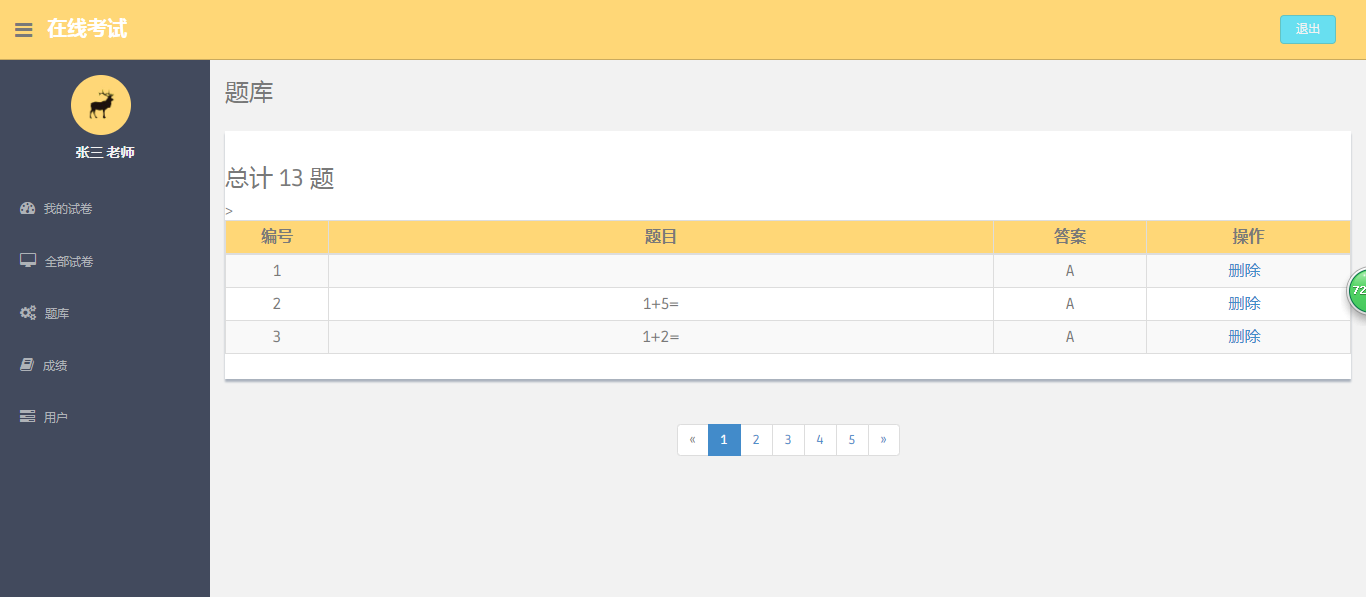 在线考试
退出
张三 老师
我的试卷
全部试卷
题库
成绩
用户
题库
总计 13 题
>
编号 题目 答案 操作
1 A 删除
2 1+5= A 删除
3 1+2= A 删除
« 1 2 3 4 5 »
72